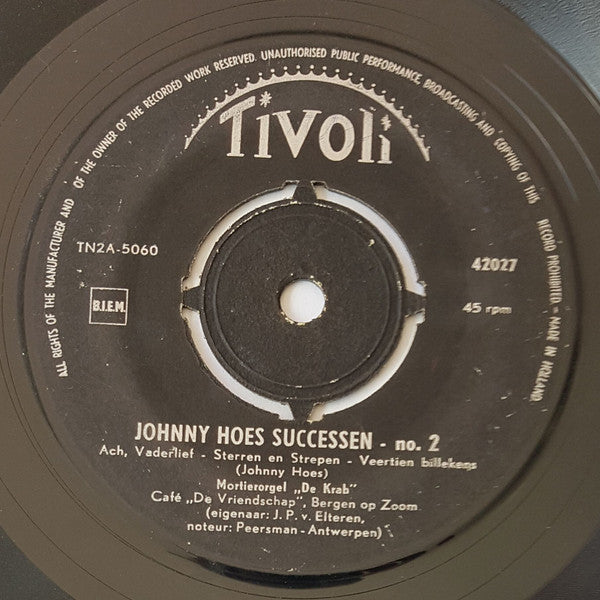 ALL RIGHTS OF THE MANUFACTURER AND OF THE OWNER OF THE RECORDED WORK RESERVED. UNAUTHORISED PUBLIC PERFORMANCE, BROADCASTING AND COPYING OF THIS RECORD PROHIBITED = MADE IN HOLLAND.
Tivoli
TN2A-5060
42027
B.I.E.M.
45 rpm
JOHNNY HOES SUCCESSEN - no. 2
Ach, Vaderlief - Sterren en Strepen - Veertien billekens
(Johnny Hoes)
Mortierorgel „De Krab"
Café „De Vriendschap", Bergen op Zoom
(eigenaar: J. P. v. Elteren,
noteur: Peersman-Antwerpen)